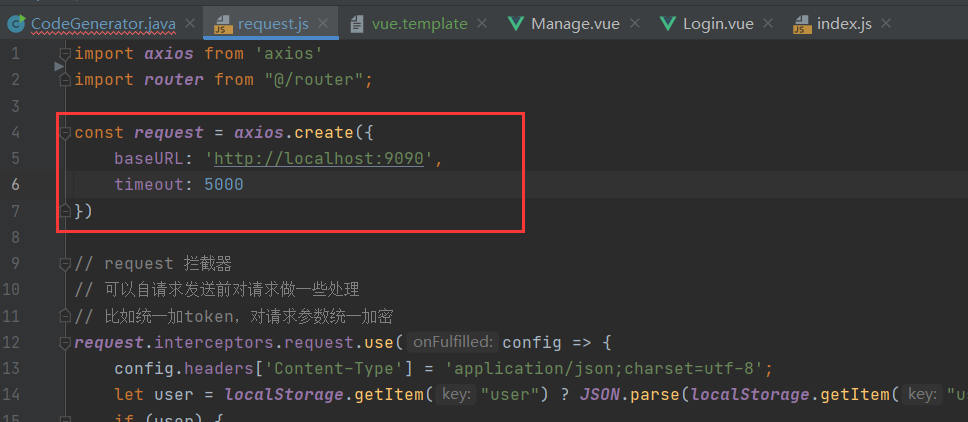 CodeGenerator.java request.js vue.template Manage.vue Login.vue index.js
1 import axios from 'axios'
2 import router from "@/router";
3
4 const request = axios.create({
5 baseURL: 'http://localhost:9090',
6 timeout: 5000
7 })
8
9 // request 拦截器
10 // 可以自请求发送前对请求做一些处理
11 // 比如统一加token，对请求参数统一加密
12 request.interceptors.request.use( onFulfilled: config => {
13 config.headers['Content-Type'] = 'application/json;charset=utf-8';
14 let user = localStorage.getItem( key: "user") ? JSON.parse(localStorage.getItem( key: "us
15 if (user) {